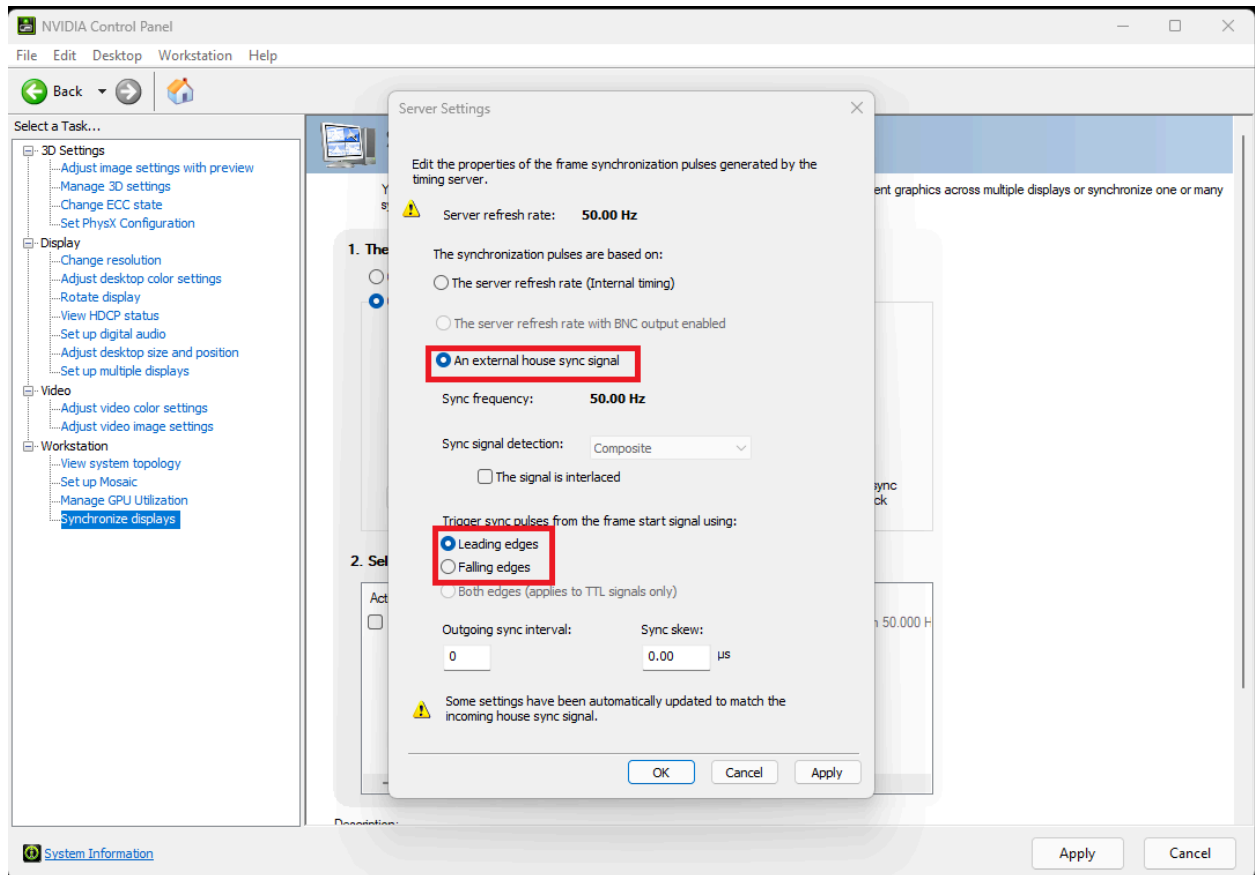 NVIDIA Control Panel
File Edit Desktop Workstation Help
Back
Select a Task...
3D Settings
Adjust image settings with preview
Manage 3D settings
Change ECC state
Set PhysX Configuration
Display
Change resolution
Adjust desktop color settings
Rotate display
View HDCP status
Set up digital audio
Adjust desktop size and position
Set up multiple displays
Video
Adjust video color settings
Adjust video image settings
Workstation
View system topology
Set up Mosaic
Manage GPU Utilization
Synchronize displays
ent graphics across multiple displays or synchronize one or many
1. The
sync
ck
2. Sel
Act
50.000 H
Server Settings
Edit the properties of the frame synchronization pulses generated by the
timing server.
Server refresh rate: 50.00 Hz
The synchronization pulses are based on:
The server refresh rate (Internal timing)
The server refresh rate with BNC output enabled
An external house sync signal
Sync frequency: 50.00 Hz
Sync signal detection: Composite
The signal is interlaced
Trigger sync pulses from the frame start signal using:
Leading edges
Falling edges
Both edges (applies to TTL signals only)
Outgoing sync interval: Sync skew:
0 0.00 µs
Some settings have been automatically updated to match the
incoming house sync signal.
OK Cancel Apply
Description:
System Information
Apply Cancel